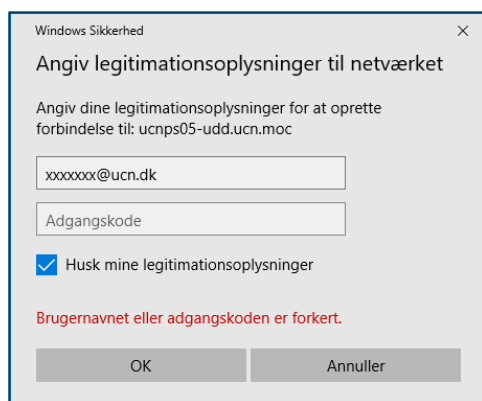 Windows Sikkerhed
Angiv legitimationsoplysninger til netværket
Angiv dine legitimationsoplysninger for at oprette
forbindelse til: ucnps05-udd.ucn.moc
xxxxxxx@ucn.dk
Adgangskode
Husk mine legitimationsoplysninger
Brugernavnet eller adgangskoden er forkert.
OK
Annuller